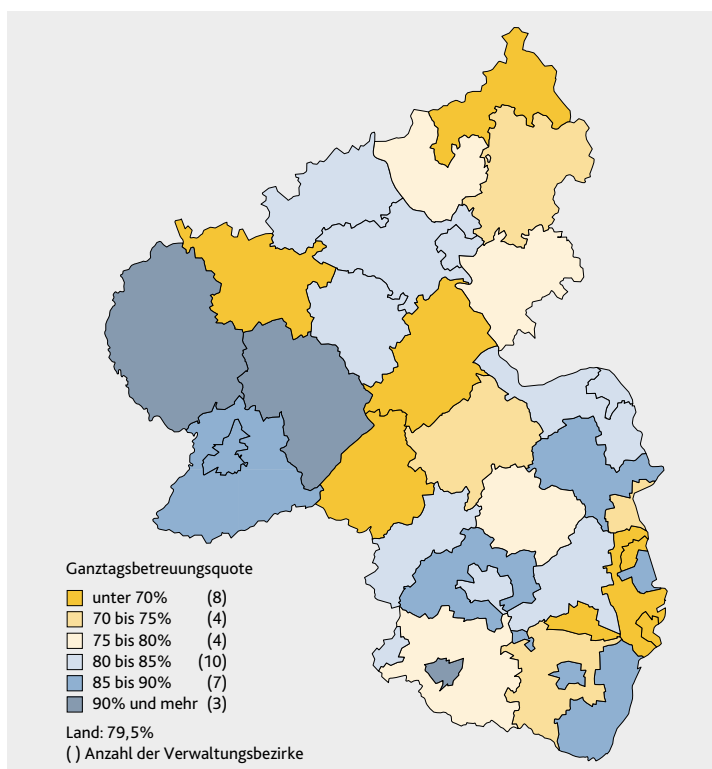 Ganztagsbetreuungsquote
unter 70% (8)
70 bis 75% (4)
75 bis 80% (4)
80 bis 85% (10)
85 bis 90% (7)
90% und mehr (3)
Land: 79,5%
( ) Anzahl der Verwaltungsbezirke